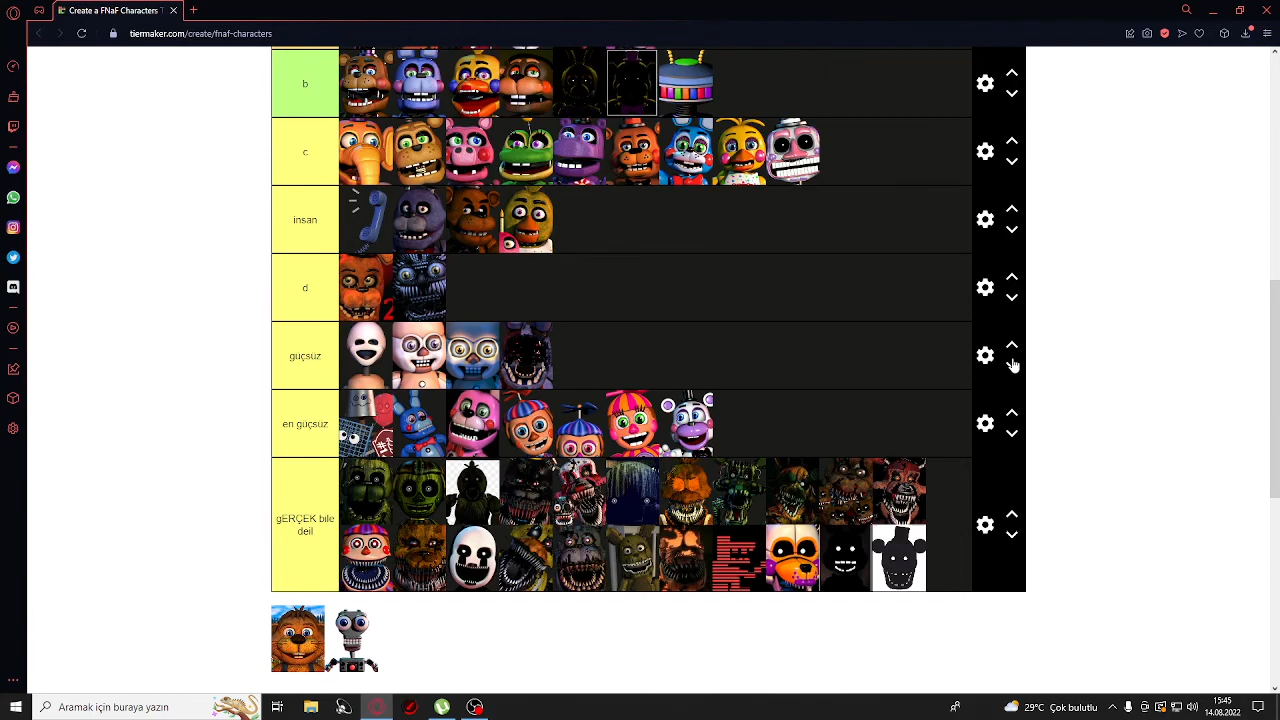 Create a FNaF Characters T
tiermaker.com/create/fnaf-characters
b
c
insan
d
güçsüz
en güçsüz
gERÇEK bile
deil
Aramak için buraya yazın
29°C Çok bulutlu
15:45
14.08.2022